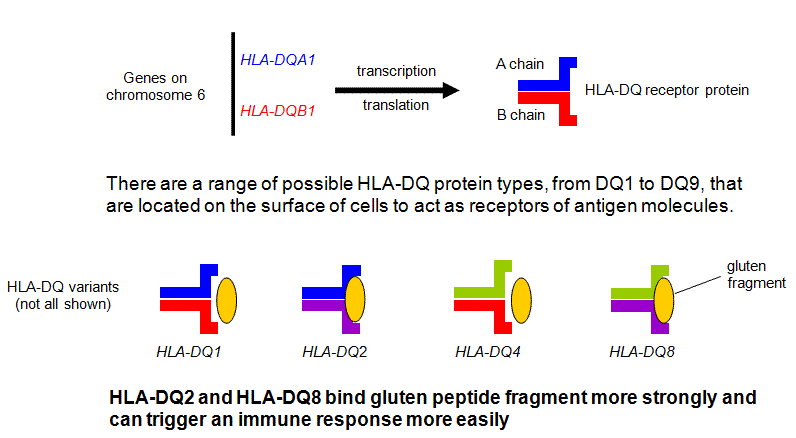 Genes on
chromosome 6
HLA-DQA1
HLA-DQB1
transcription
translation
A chain
B chain
HLA-DQ receptor protein
There are a range of possible HLA-DQ protein types, from DQ1 to DQ9, that
are located on the surface of cells to act as receptors of antigen molecules.
HLA-DQ variants
(not all shown)
gluten
fragment
HLA-DQ1
HLA-DQ2
HLA-DQ4
HLA-DQ8
HLA-DQ2 and HLA-DQ8 bind gluten peptide fragment more strongly and
can trigger an immune response more easily